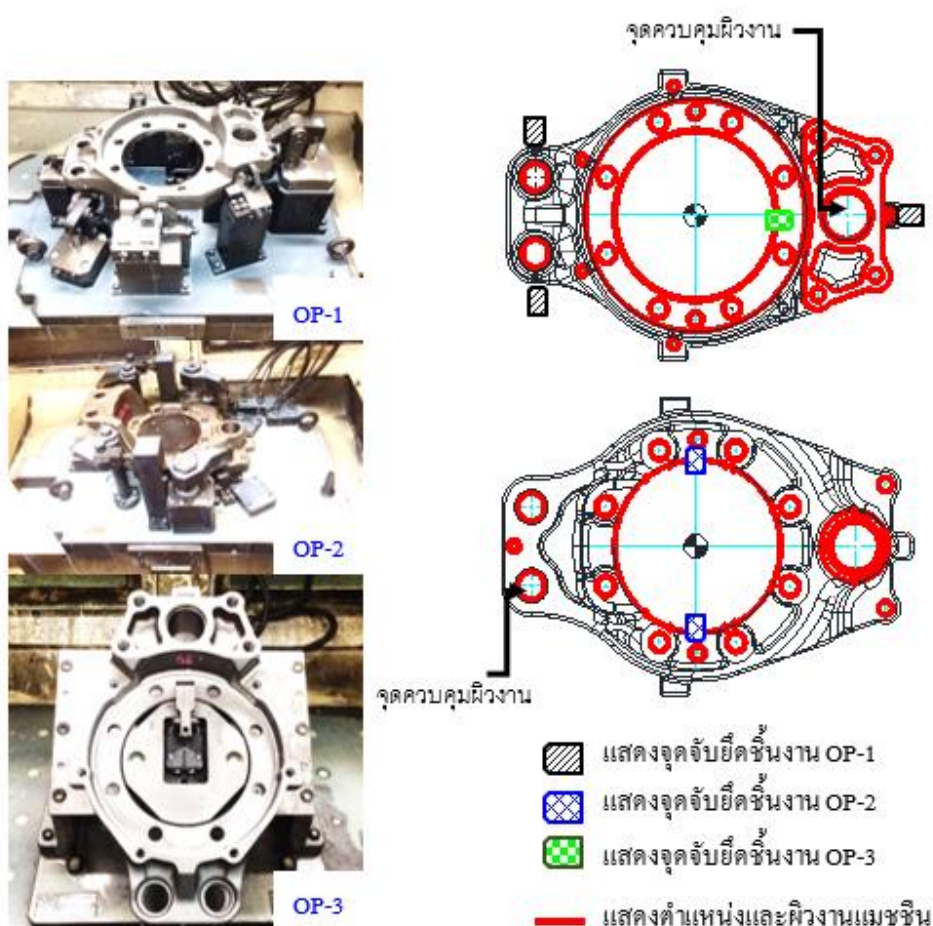 จุดควบคุมผิวงาน
OP-1
OP-2
OP-3
จุดควบคุมผิวงาน
แสดงจุดจับยึดชิ้นงาน OP-1
แสดงจุดจับยึดชิ้นงาน OP-2
แสดงจุดจับยึดชิ้นงาน OP-3
แสดงตำแหน่งและผิวงานแมชชีน